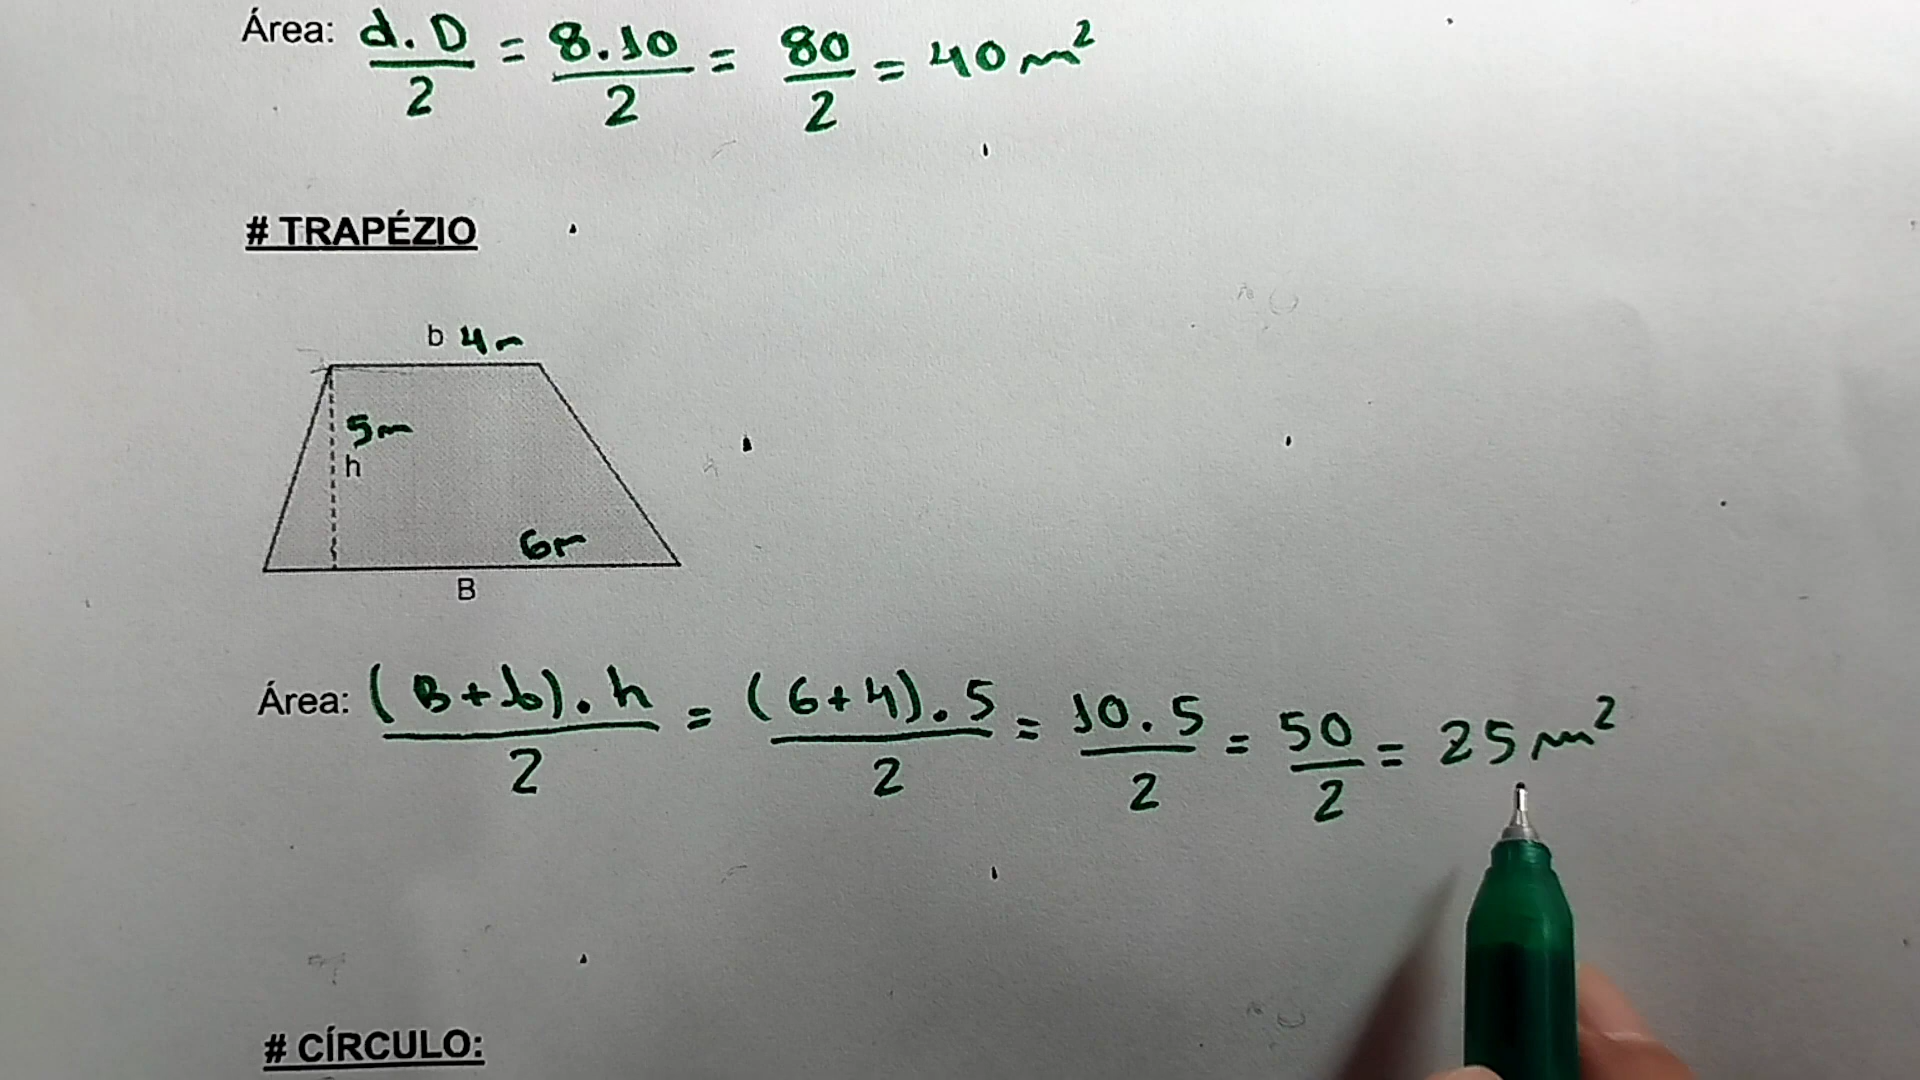 Área: d.D/2 = 8.10/2 = 80/2 = 40 m²
# TRAPÉZIO
b 4m
5m
h
6m
B
Área: (B+b).h/2 = (6+4).5/2 = 10.5/2 = 50/2 = 25 m²
# CÍRCULO: